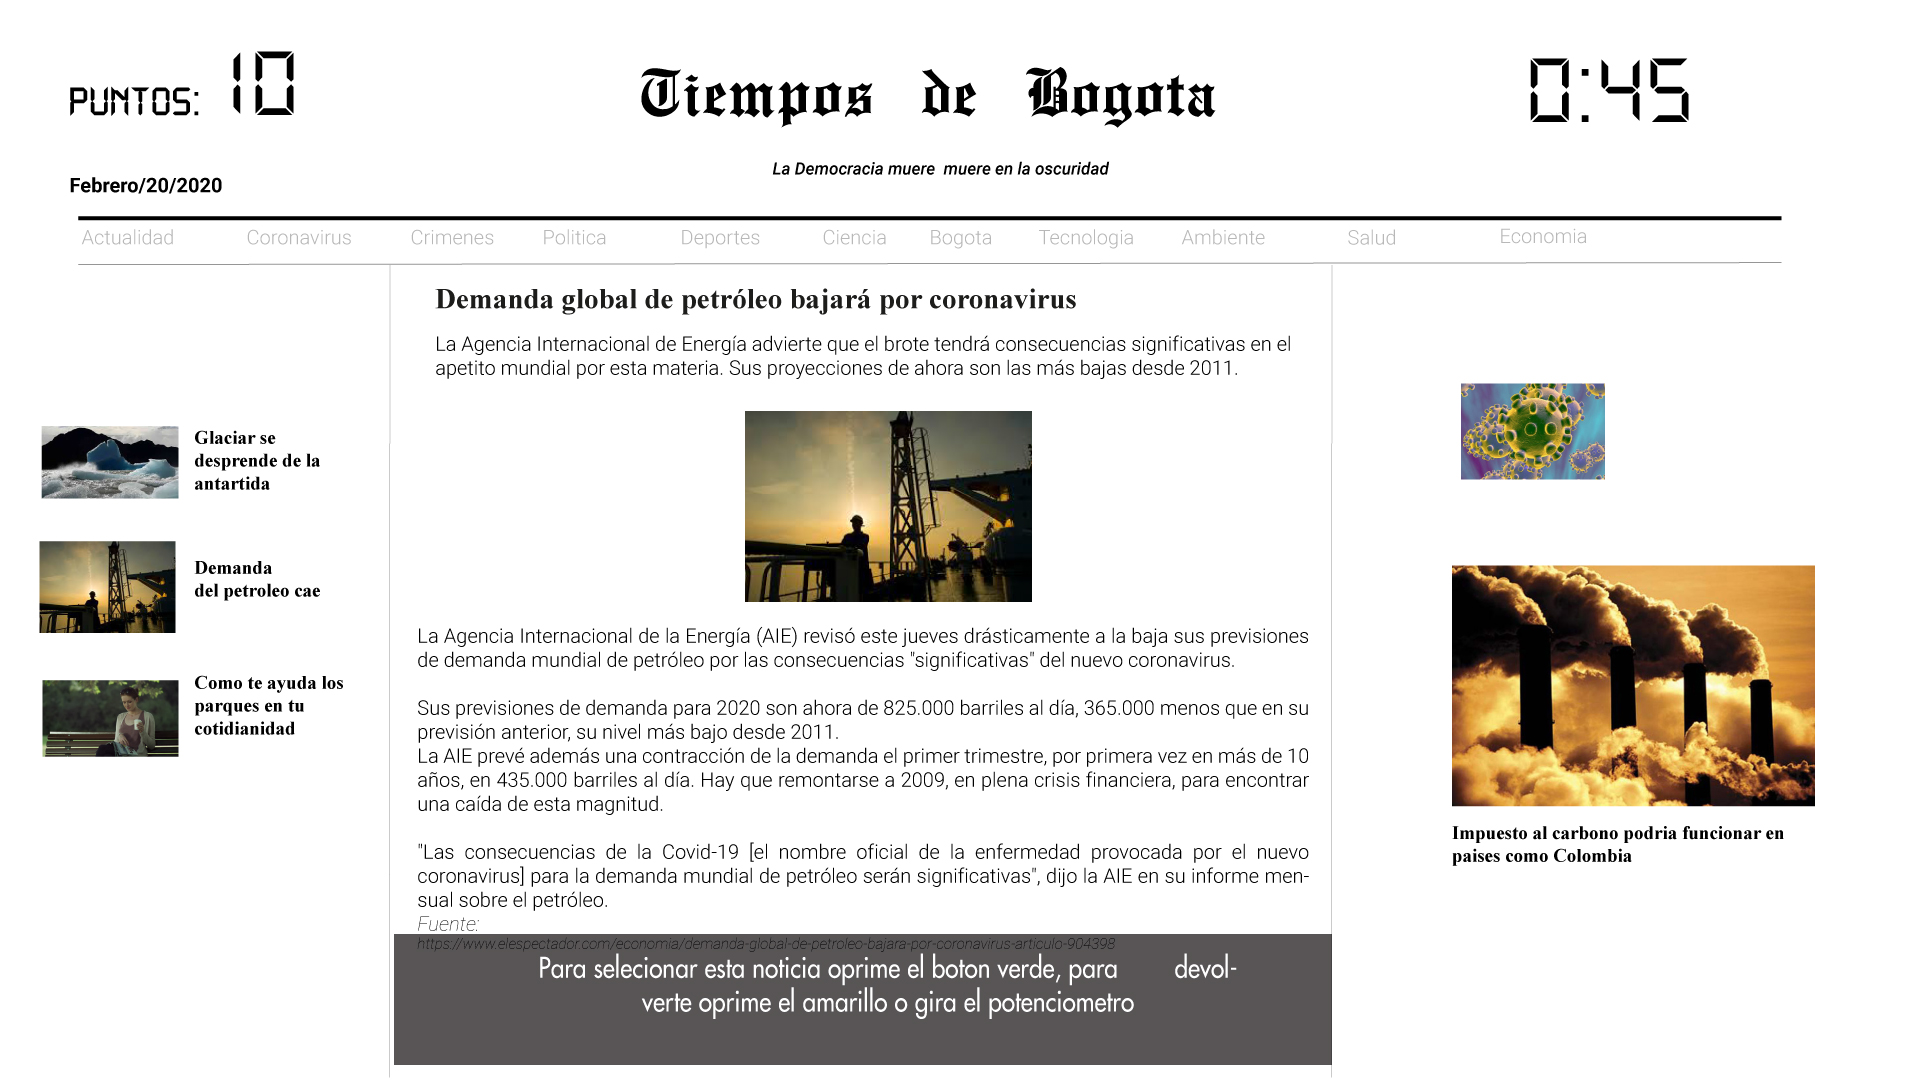 PUNTOS: 10
Tiempos de Bogota
0:45
La Democracia muere  muere en la oscuridad
Febrero/20/2020
Actualidad Coronavirus Crimenes Politica Deportes Ciencia Bogota Tecnologia Ambiente Salud Economia
Demanda global de petróleo bajará por coronavirus
La Agencia Internacional de Energía advierte que el brote tendrá consecuencias significativas en el
apetito mundial por esta materia. Sus proyecciones de ahora son las más bajas desde 2011.
Glaciar se
desprende de la
antartida
Demanda
del petroleo cae
Como te ayuda los
parques en tu
cotidianidad
La Agencia Internacional de la Energía (AIE) revisó este jueves drásticamente a la baja sus previsiones
de demanda mundial de petróleo por las consecuencias "significativas" del nuevo coronavirus.
Sus previsiones de demanda para 2020 son ahora de 825.000 barriles al día, 365.000 menos que en su
previsión anterior, su nivel más bajo desde 2011.
La AIE prevé además una contracción de la demanda el primer trimestre, por primera vez en más de 10
años, en 435.000 barriles al día. Hay que remontarse a 2009, en plena crisis financiera, para encontrar
una caída de esta magnitud.
"Las consecuencias de la Covid-19 [el nombre oficial de la enfermedad provocada por el nuevo
coronavirus] para la demanda mundial de petróleo serán significativas", dijo la AIE en su informe men-
sual sobre el petróleo.
Fuente:
https://www.elespectador.com/economia/demanda-global-de-petroleo-bajara-por-coronavirus-articulo-904398
Para selecionar esta noticia oprime el boton verde, para devol-
verte oprime el amarillo o gira el potenciometro
Impuesto al carbono podria funcionar en
paises como Colombia